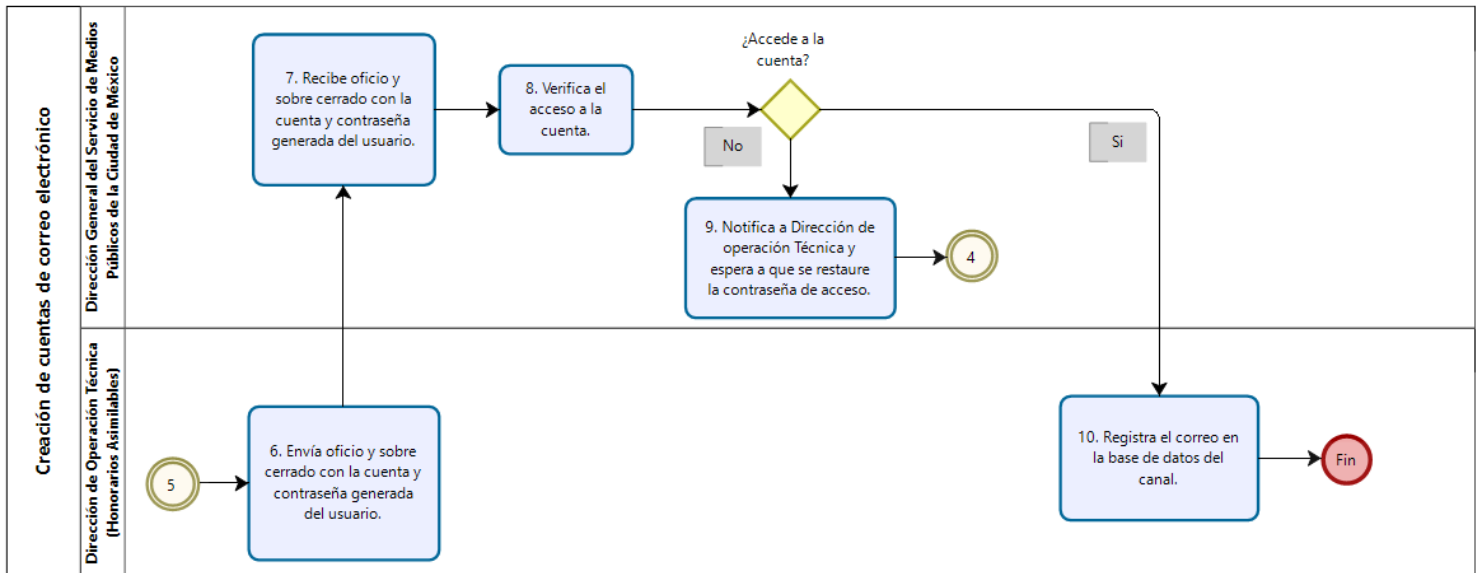 Creación de cuentas de correo electrónico
Dirección General del Servicio de Medios
Públicos de la Ciudad de México
7. Recibe oficio y
sobre cerrado con la
cuenta y contraseña
generada del usuario.
8. Verifica el
acceso a la
cuenta.
¿Accede a la
cuenta?
No
Si
9. Notifica a Dirección de
operación Técnica y
espera a que se restaure
la contraseña de acceso.
4
Dirección de Operación Técnica
(Honorarios Asimilables)
5
6. Envía oficio y sobre
cerrado con la cuenta y
contraseña generada
del usuario.
10. Registra el correo en
la base de datos del
canal.
Fin